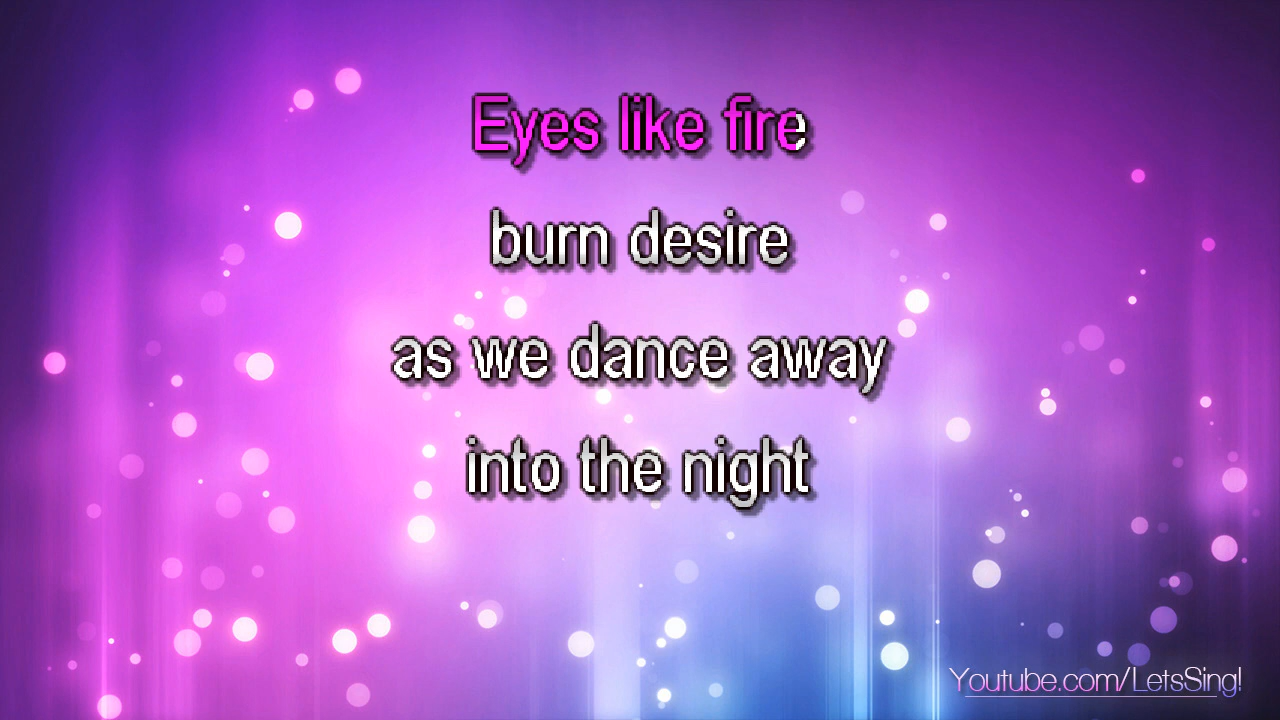 Eyes like fire
burn desire
as we dance away
into the night
Youtube.com/LetsSing!